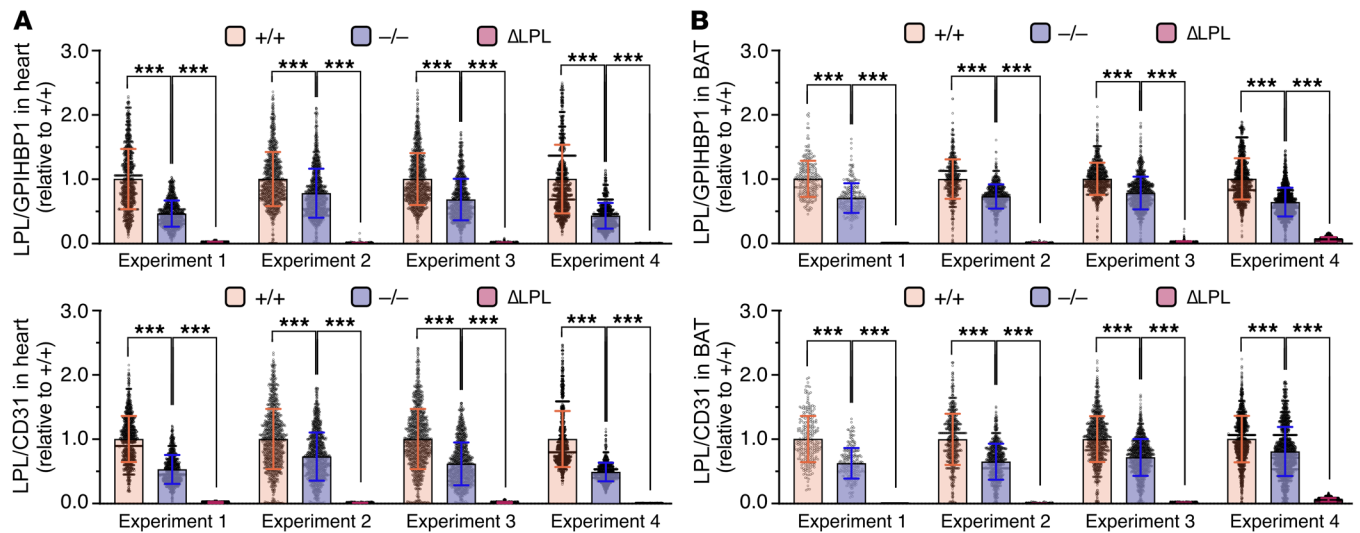 A
+/+ –/– ΔLPL
LPL/GPIHBP1 in heart
(relative to +/+)
3.0
2.0
1.0
0.0
*** *** *** *** *** *** *** ***
Experiment 1 Experiment 2 Experiment 3 Experiment 4
+/+ –/– ΔLPL
LPL/CD31 in heart
(relative to +/+)
3.0
2.0
1.0
0.0
*** *** *** *** *** *** *** ***
Experiment 1 Experiment 2 Experiment 3 Experiment 4
B
+/+ –/– ΔLPL
LPL/GPIHBP1 in BAT
(relative to +/+)
3.0
2.0
1.0
0.0
*** *** *** *** *** *** *** ***
Experiment 1 Experiment 2 Experiment 3 Experiment 4
+/+ –/– ΔLPL
LPL/CD31 in BAT
(relative to +/+)
3.0
2.0
1.0
0.0
*** *** *** *** *** *** *** ***
Experiment 1 Experiment 2 Experiment 3 Experiment 4